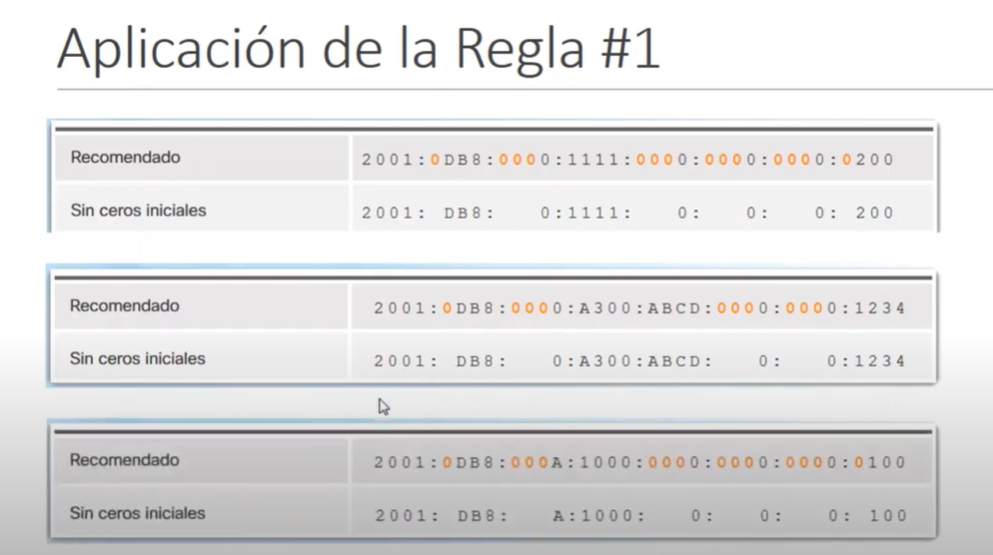 Aplicación de la Regla #1
Recomendado 2001:0DB8:0000:1111:0000:0000:0000:0200
Sin ceros iniciales 2001: DB8: 0:1111: 0: 0: 0: 200
Recomendado 2001:0DB8:0000:A300:ABCD:0000:0000:1234
Sin ceros iniciales 2001: DB8: 0:A300:ABCD: 0: 0:1234
Recomendado 2001:0DB8:000A:1000:0000:0000:0000:0100
Sin ceros iniciales 2001: DB8: A:1000: 0: 0: 0: 100